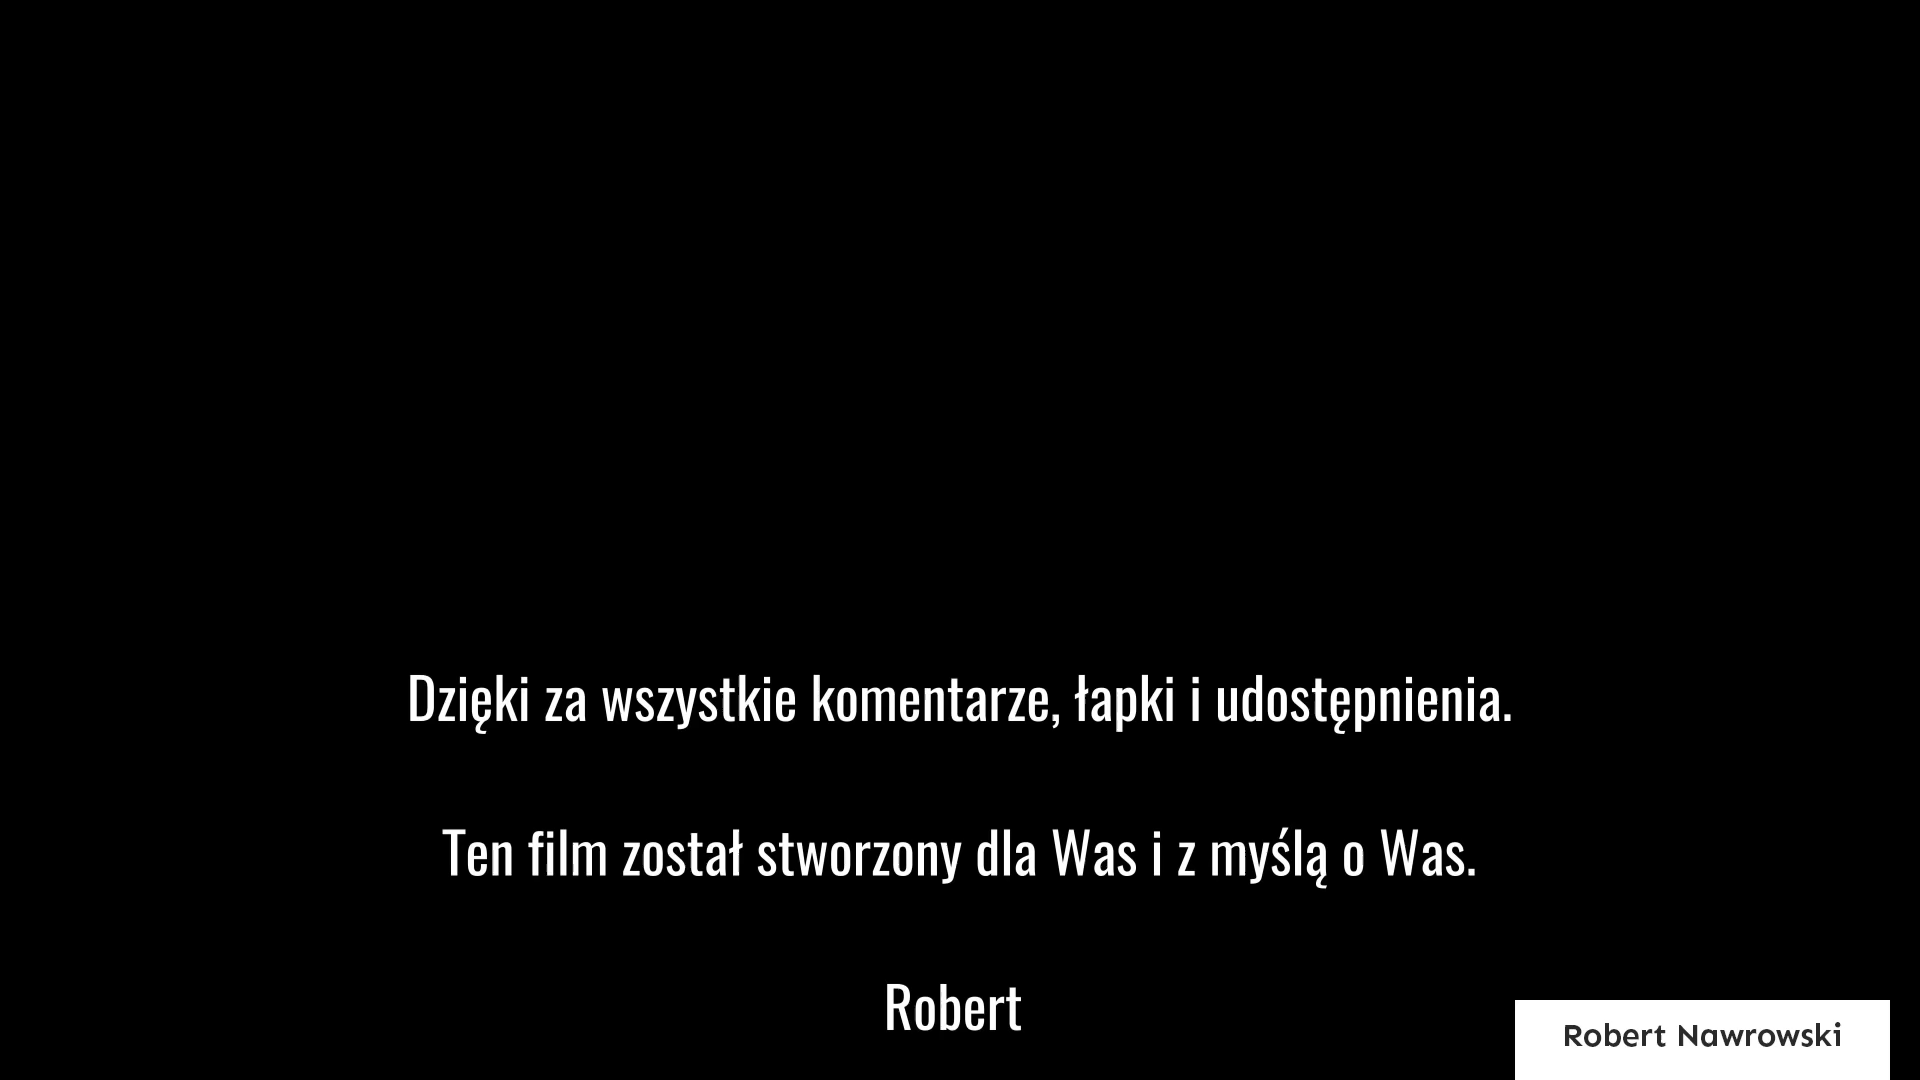 Dzięki za wszystkie komentarze, łapki i udostępnienia.
Ten film został stworzony dla Was i z myślą o Was.
Robert
Robert Nawrowski